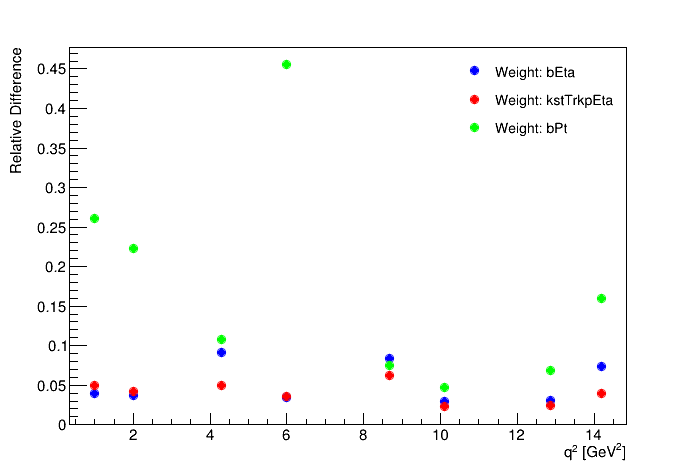 Relative Difference
0.45
0.4
0.35
0.3
0.25
0.2
0.15
0.1
0.05
0
Weight: bEta
Weight: kstTrkpEta
Weight: bPt
2 4 6 8 10 12 14
q² [GeV²]